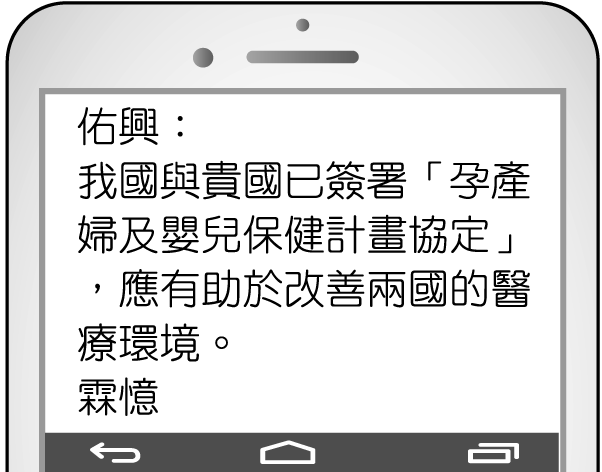 佑興：
我國與貴國已簽署「孕產
婦及嬰兒保健計畫協定」
，應有助於改善兩國的醫
療環境。
霖憶